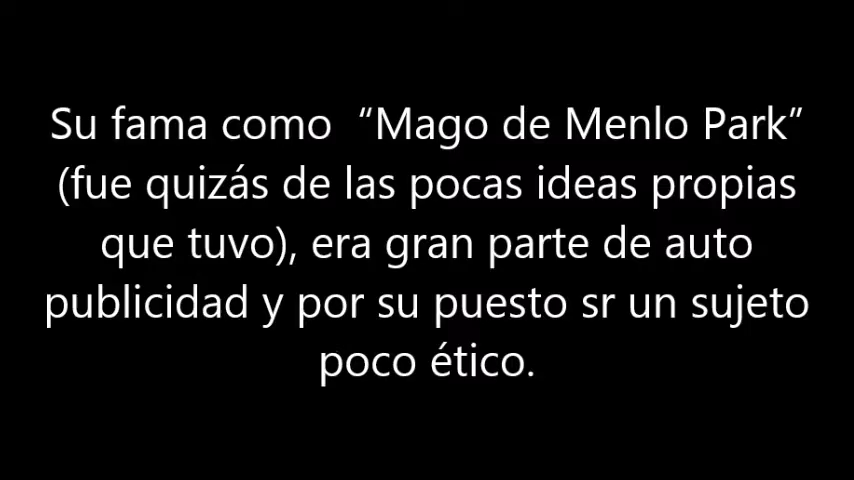 Su fama como “Mago de Menlo Park”
(fue quizás de las pocas ideas propias
que tuvo), era gran parte de auto
publicidad y por su puesto sr un sujeto
poco ético.